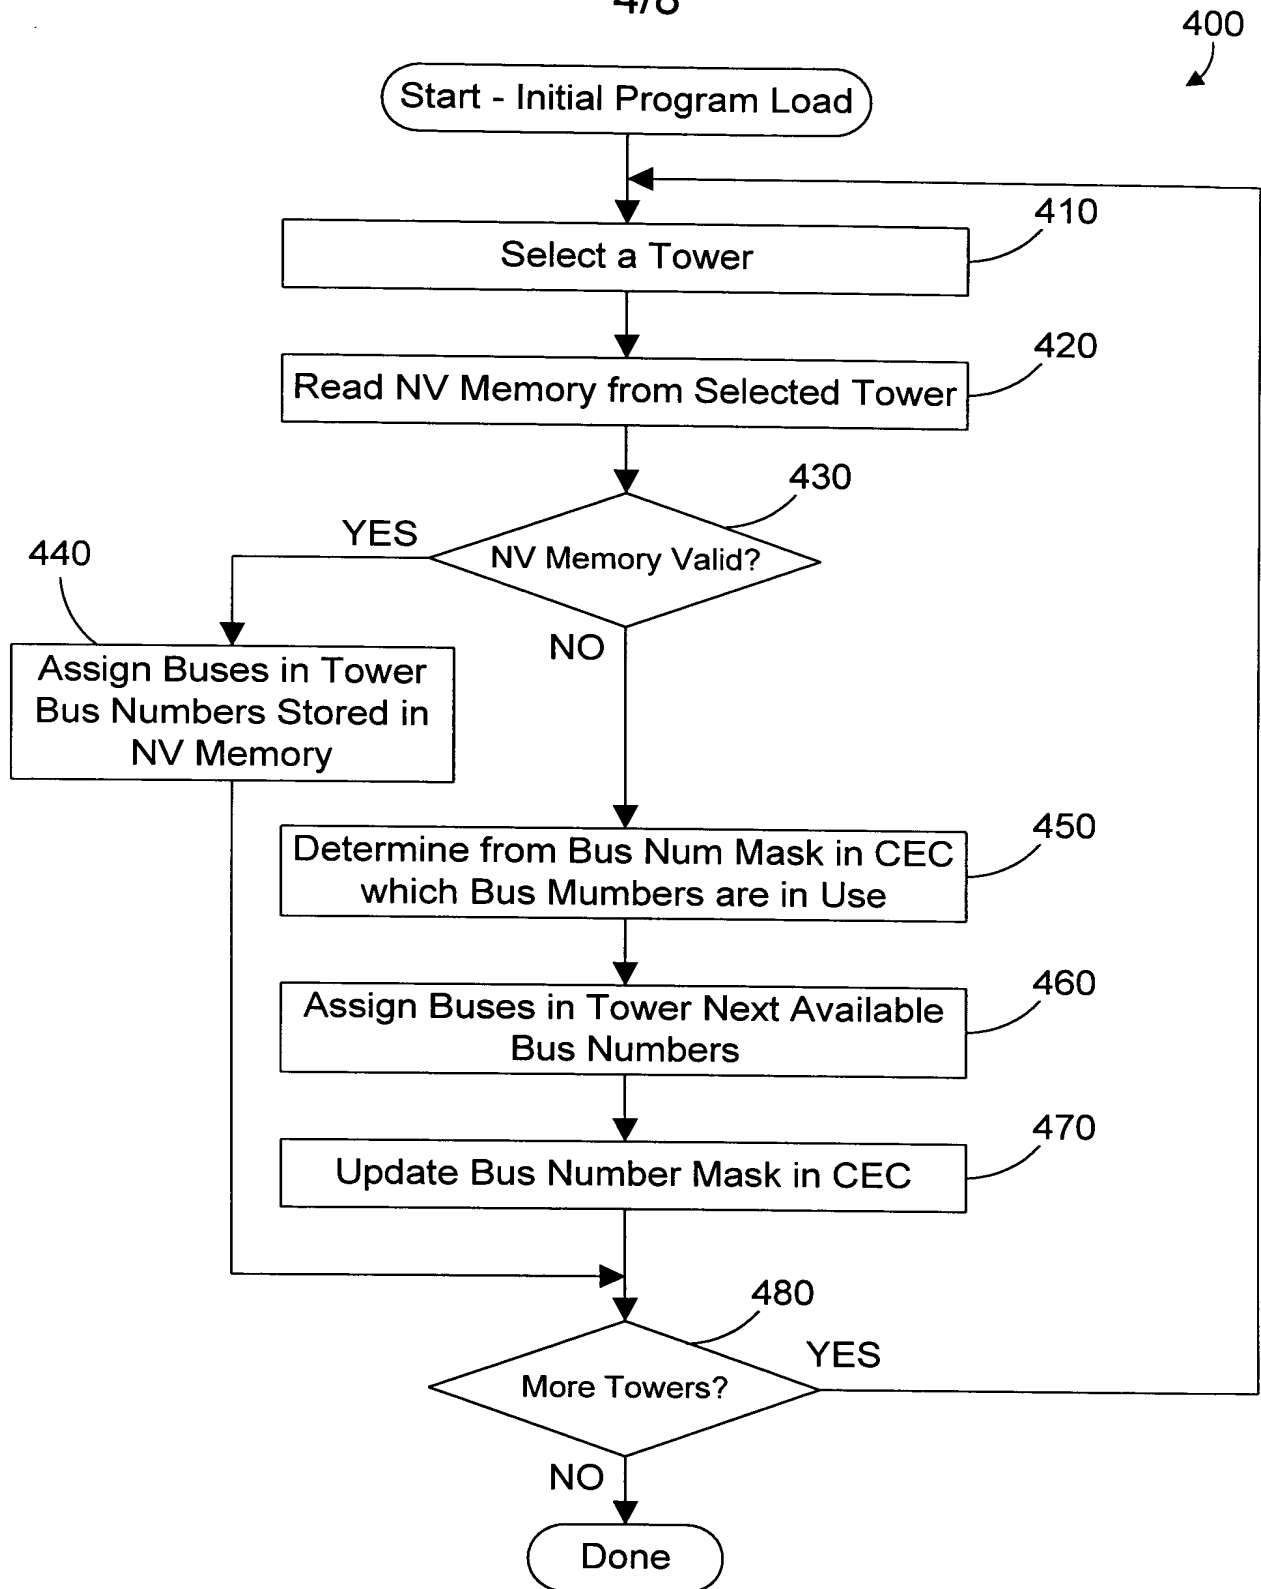 400
Start - Initial Program Load
410
Select a Tower
420
Read NV Memory from Selected Tower
430
YES
NV Memory Valid?
440
NO
Assign Buses in Tower
Bus Numbers Stored in
NV Memory
450
Determine from Bus Num Mask in CEC
which Bus Mumbers are in Use
460
Assign Buses in Tower Next Available
Bus Numbers
470
Update Bus Number Mask in CEC
480
YES
More Towers?
NO
Done